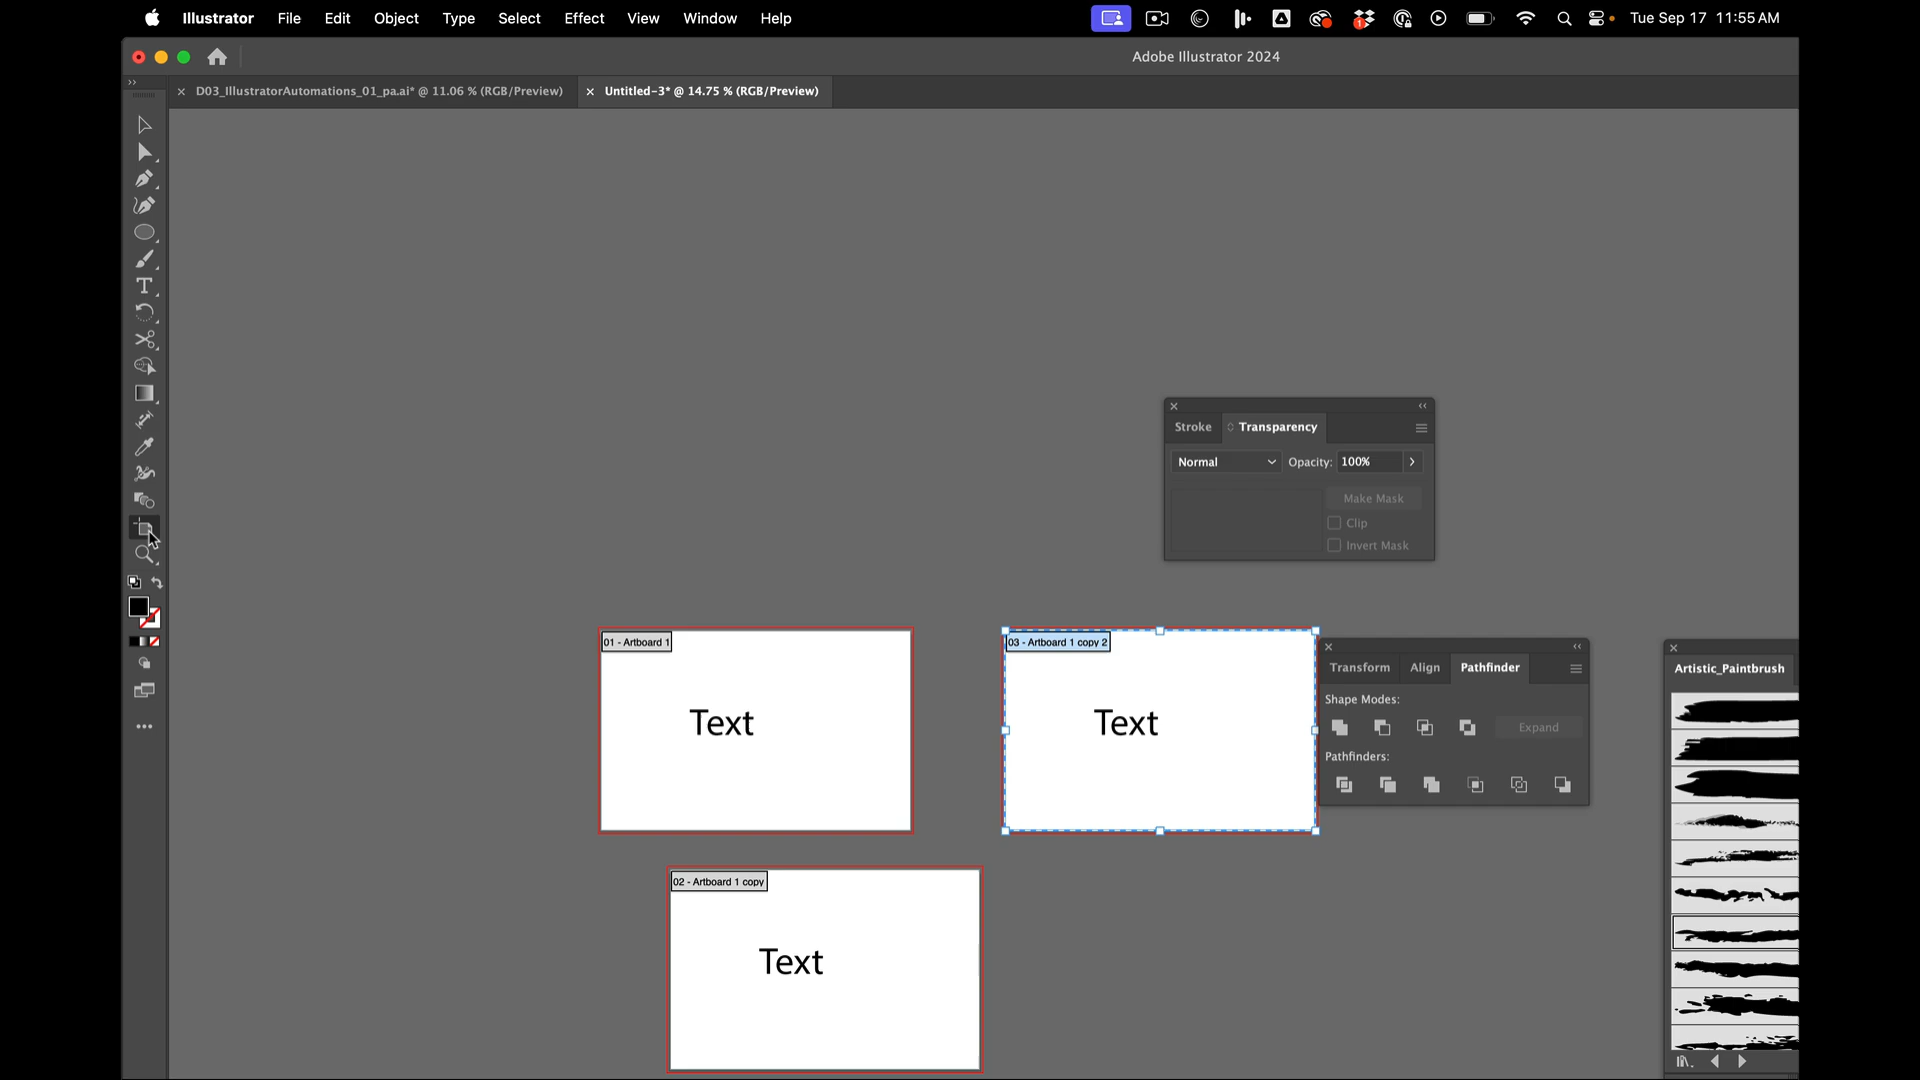 Illustrator File Edit Object Type Select Effect View Window Help
1
Tue Sep 17 11:55 AM
Adobe Illustrator 2024
D03_IllustratorAutomations_01_pa.ai* @ 11.06 % (RGB/Preview)
Untitled-3* @ 14.75 % (RGB/Preview)
Stroke Transparency
Normal Opacity: 100%
Make Mask
Clip
Invert Mask
01 - Artboard 1
03 - Artboard 1 copy 2
Text
Text
Transform Align Pathfinder
Shape Modes:
Expand
Pathfinders:
Artistic_Paintbrush
02 - Artboard 1 copy
Text